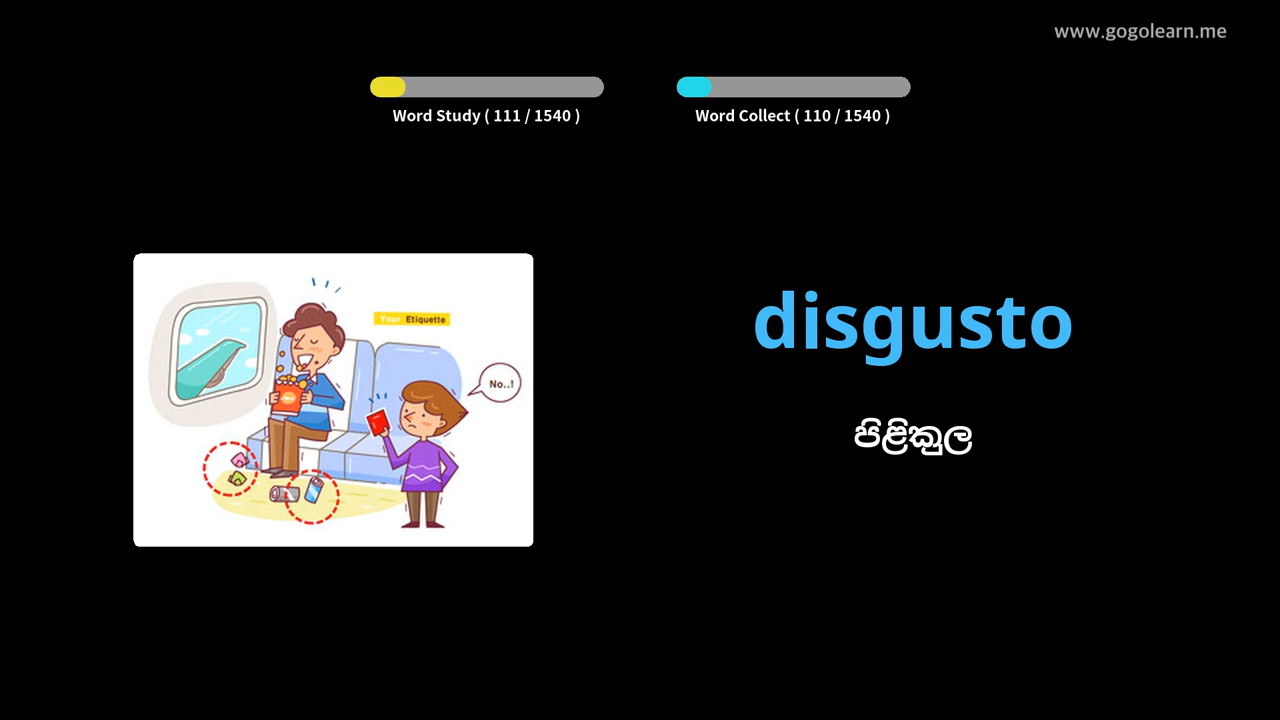 www.gogolearn.me
Word Study ( 111 / 1540 )
Word Collect ( 110 / 1540 )
Your Etiquette
No..!
disgusto
පිළිකුල